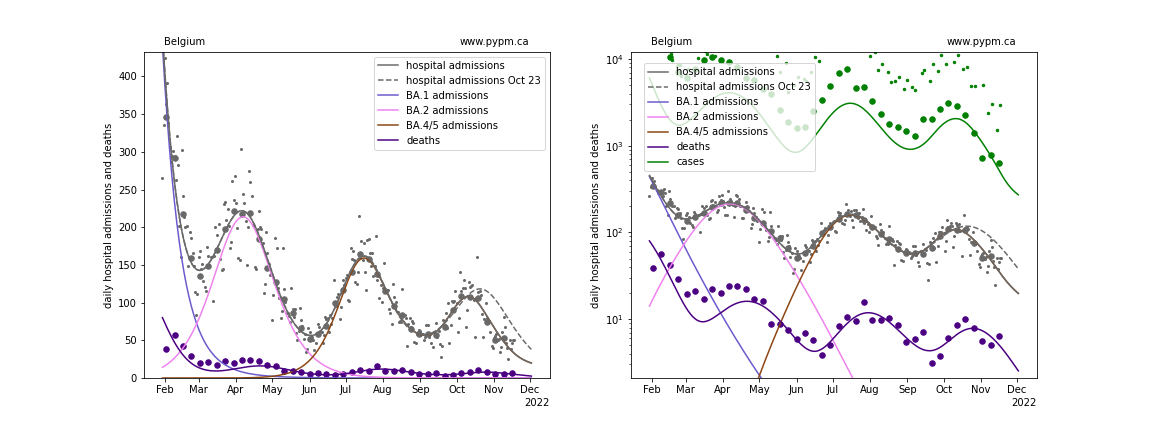 Belgium www.pypm.ca
daily hospital admissions and deaths
400
350
300
250
200
150
100
50
0
hospital admissions
hospital admissions Oct 23
BA.1 admissions
BA.2 admissions
BA.4/5 admissions
deaths
Feb Mar Apr May Jun Jul Aug Sep Oct Nov Dec
2022
Belgium www.pypm.ca
daily hospital admissions and deaths
10⁴
10³
10²
10¹
hospital admissions
hospital admissions Oct 23
BA.1 admissions
BA.2 admissions
BA.4/5 admissions
deaths
cases
Feb Mar Apr May Jun Jul Aug Sep Oct Nov Dec
2022